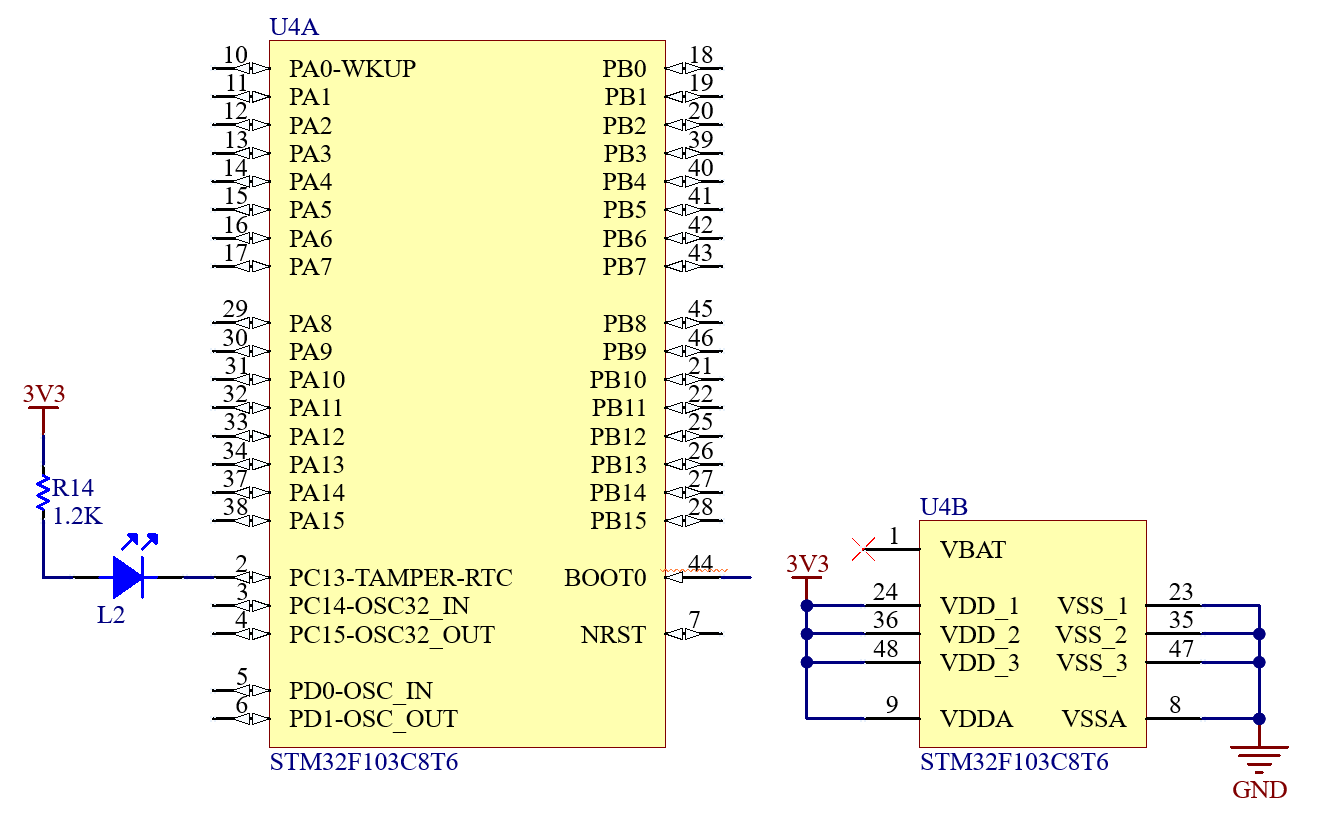 U4A
10 PA0-WKUP PB0 18
11 PA1 PB1 19
12 PA2 PB2 20
13 PA3 PB3 39
14 PA4 PB4 40
15 PA5 PB5 41
16 PA6 PB6 42
17 PA7 PB7 43
29 PA8 PB8 45
30 PA9 PB9 46
31 PA10 PB10 21
32 PA11 PB11 22
33 PA12 PB12 25
34 PA13 PB13 26
37 PA14 PB14 27
38 PA15 PB15 28
2 PC13-TAMPER-RTC BOOT0 44
3 PC14-OSC32_IN
4 PC15-OSC32_OUT NRST 7
5 PD0-OSC_IN
6 PD1-OSC_OUT
STM32F103C8T6
3V3
R14
1.2K
L2
U4B
1 VBAT
3V3
24 VDD_1 VSS_1 23
36 VDD_2 VSS_2 35
48 VDD_3 VSS_3 47
9 VDDA VSSA 8
STM32F103C8T6
GND